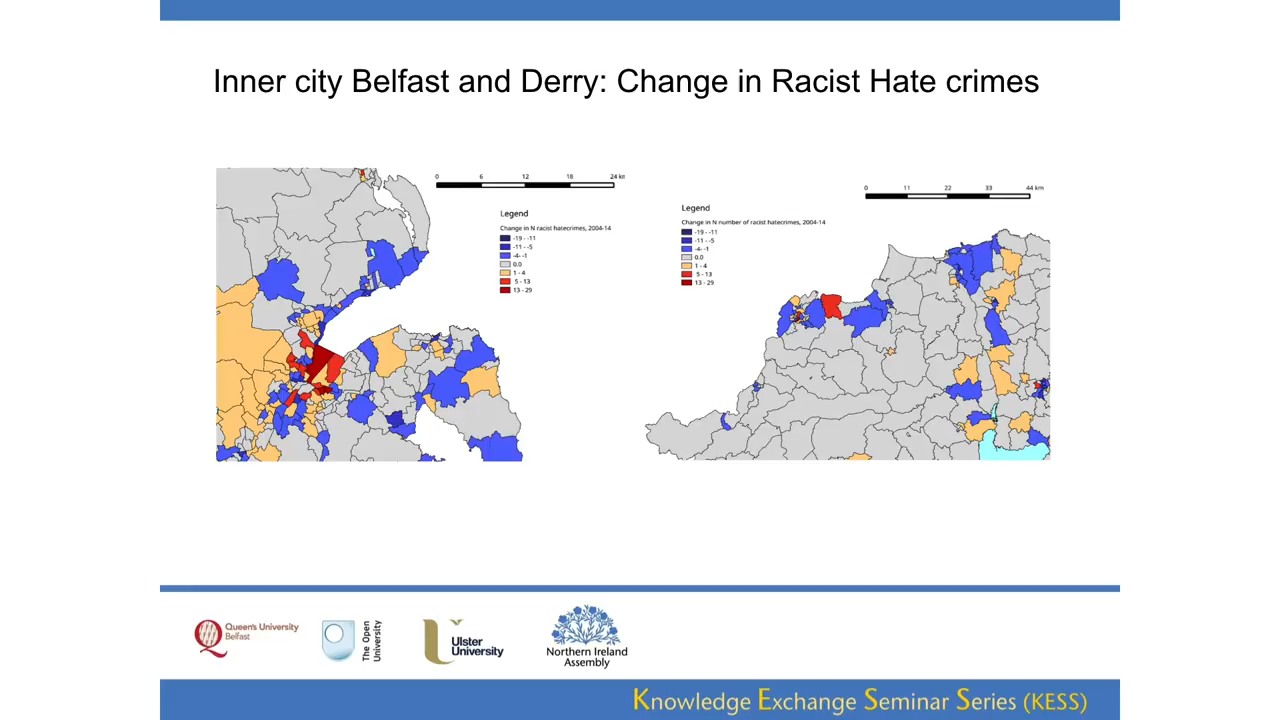 Inner city Belfast and Derry: Change in Racist Hate crimes
0 6 12 18 24 km
Legend
Change in N racist hatecrimes, 2004-14
-19 - -11
-11 - -5
-4- -1
0.0
1 - 4
5 - 13
13 - 29
0 11 22 33 44 km
Legend
Change in N number of racist hatecrimes, 2004-14
-19 - -11
-11 - -5
-4- -1
0.0
1 - 4
5 - 13
13 - 29
Queen's University
Belfast
The Open
University
Ulster
University
Northern Ireland
Assembly
Knowledge Exchange Seminar Series (KESS)